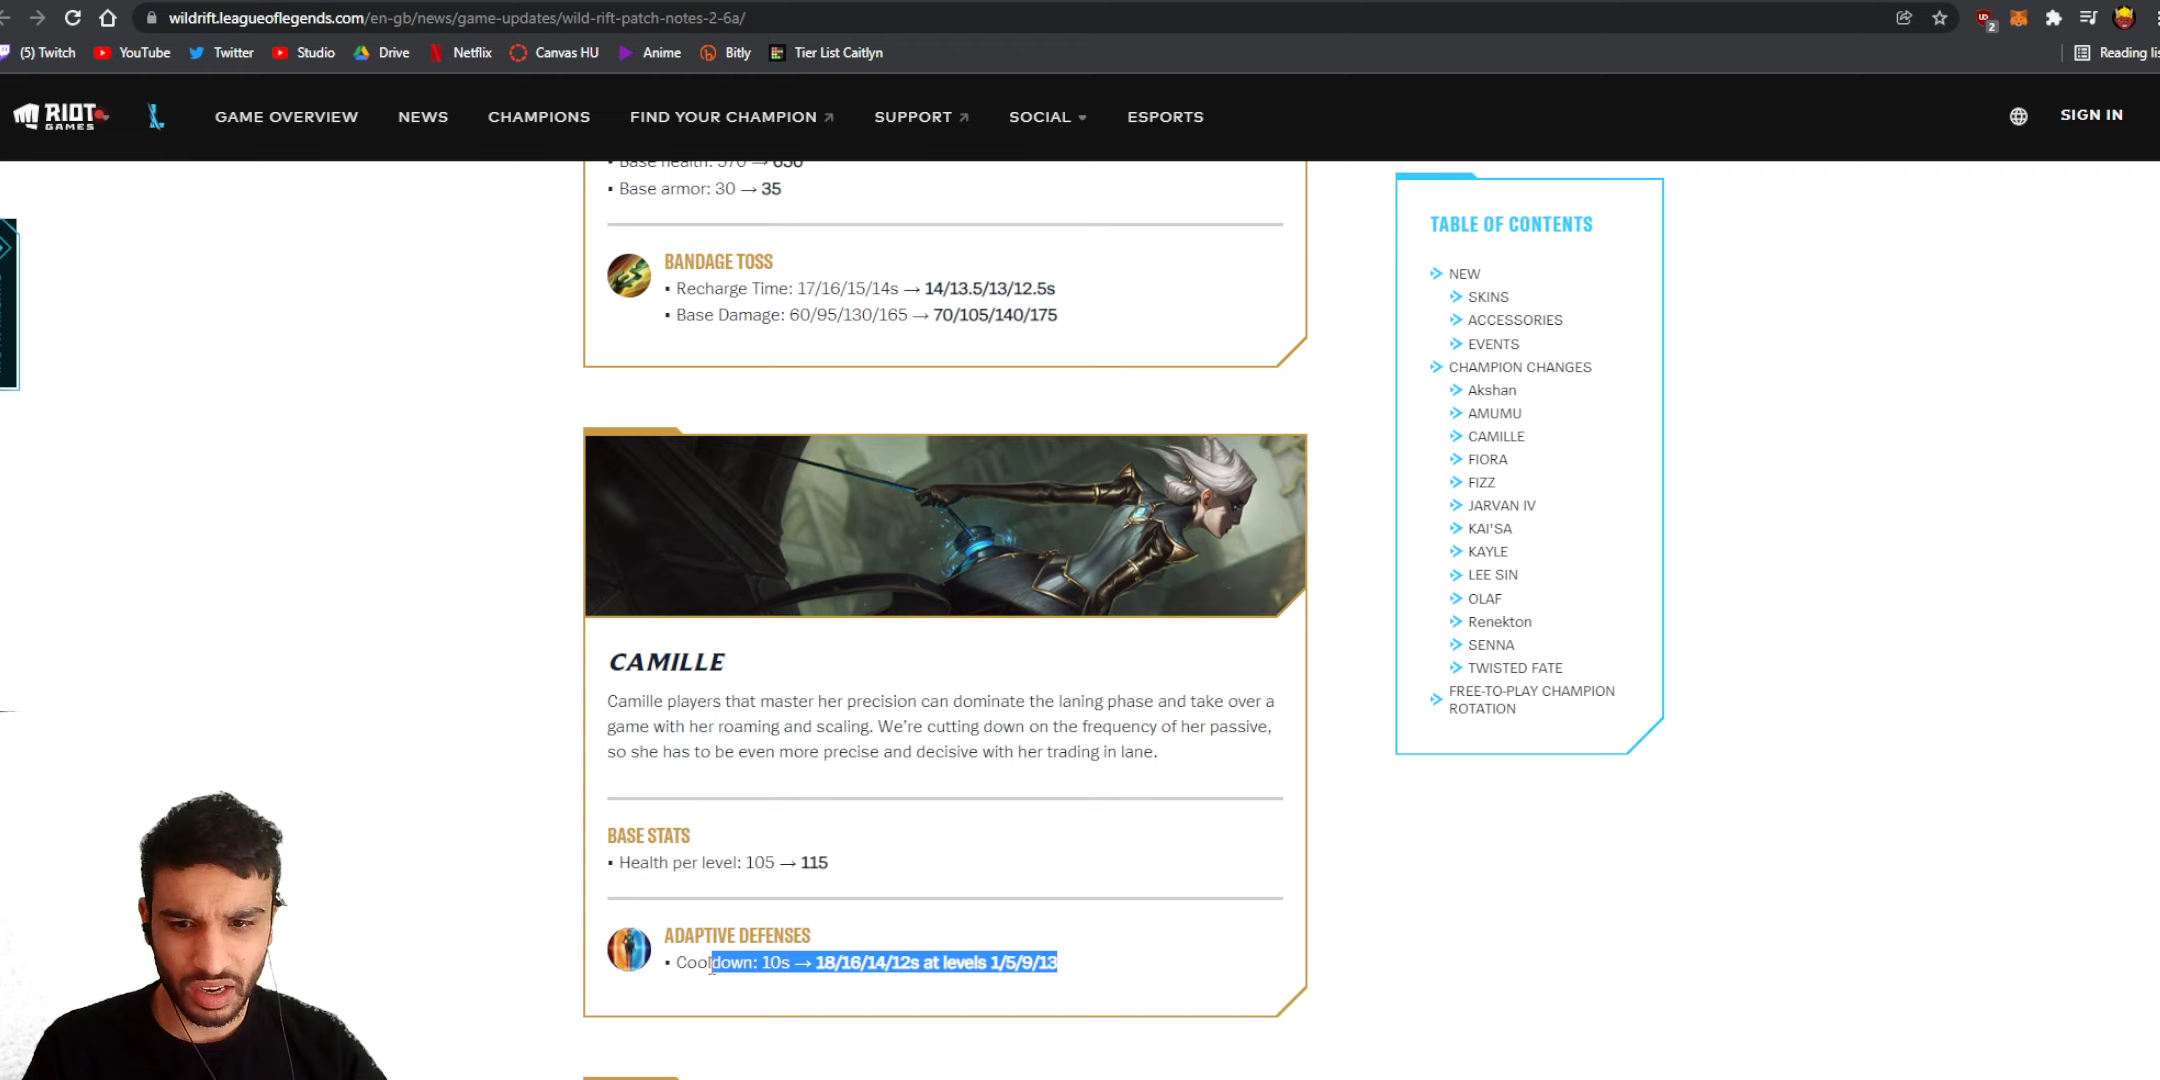 wildrift.leagueoflegends.com/en-gb/news/game-updates/wild-rift-patch-notes-2-6a/
2
(5) Twitch YouTube Twitter Studio Drive Netflix Canvas HU Anime Bitly Tier List Caitlyn Reading lis
RIOT GAMES GAME OVERVIEW NEWS CHAMPIONS FIND YOUR CHAMPION SUPPORT SOCIAL ESPORTS SIGN IN
▪ Base health: 570 → 630
▪ Base armor: 30 → 35
BANDAGE TOSS
▪ Recharge Time: 17/16/15/14s → 14/13.5/13/12.5s
▪ Base Damage: 60/95/130/165 → 70/105/140/175
CAMILLE
Camille players that master her precision can dominate the laning phase and take over a
game with her roaming and scaling. We're cutting down on the frequency of her passive,
so she has to be even more precise and decisive with her trading in lane.
BASE STATS
▪ Health per level: 105 → 115
ADAPTIVE DEFENSES
▪ Cooldown: 10s → 18/16/14/12s at levels 1/5/9/13
TABLE OF CONTENTS
NEW
SKINS
ACCESSORIES
EVENTS
CHAMPION CHANGES
Akshan
AMUMU
CAMILLE
FIORA
FIZZ
JARVAN IV
KAI'SA
KAYLE
LEE SIN
OLAF
Renekton
SENNA
TWISTED FATE
FREE-TO-PLAY CHAMPION
ROTATION